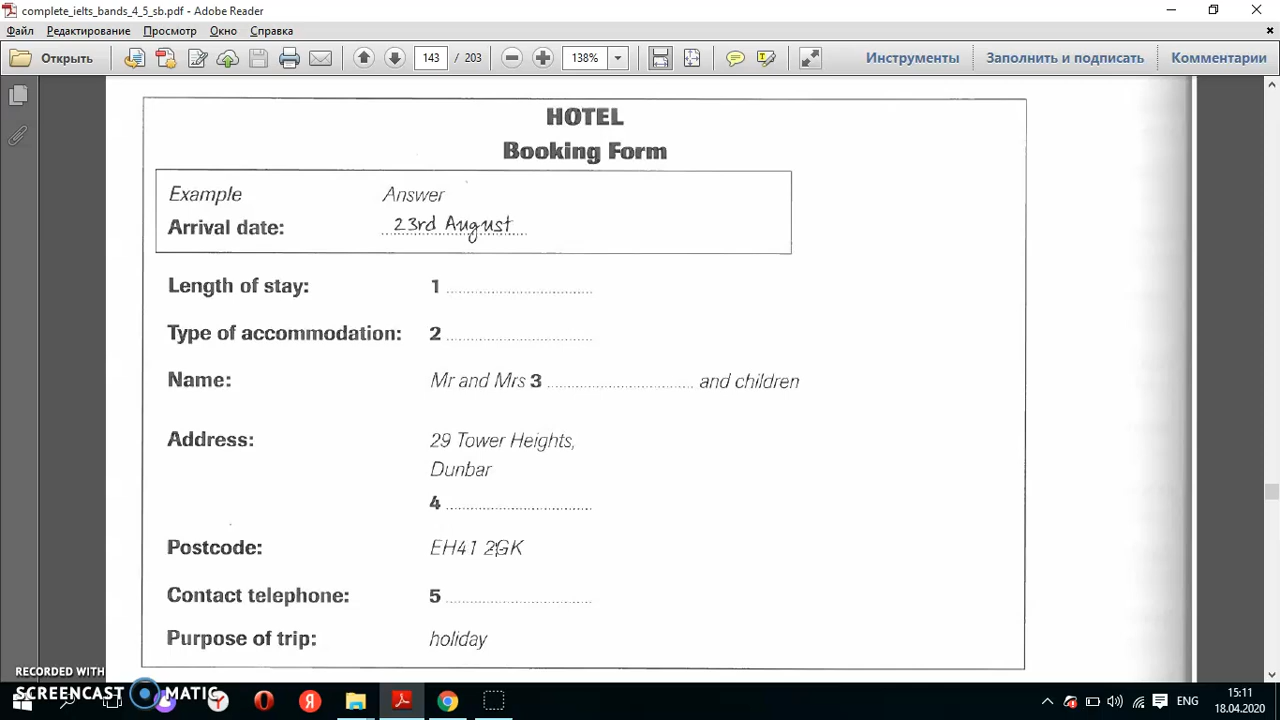 complete_ielts_bands_4_5_sb.pdf - Adobe Reader
Файл Редактирование Просмотр Окно Справка
Открыть 143 / 203 138% Инструменты Заполнить и подписать Комментарии
HOTEL
Booking Form
Example Answer
Arrival date: 23rd August
Length of stay: 1
Type of accommodation: 2
Name: Mr and Mrs 3 and children
Address: 29 Tower Heights,
Dunbar
4
Postcode: EH41 2GK
Contact telephone: 5
Purpose of trip: holiday
RECORDED WITH
SCREENCAST MATIC
ENG
15:11
18.04.2020